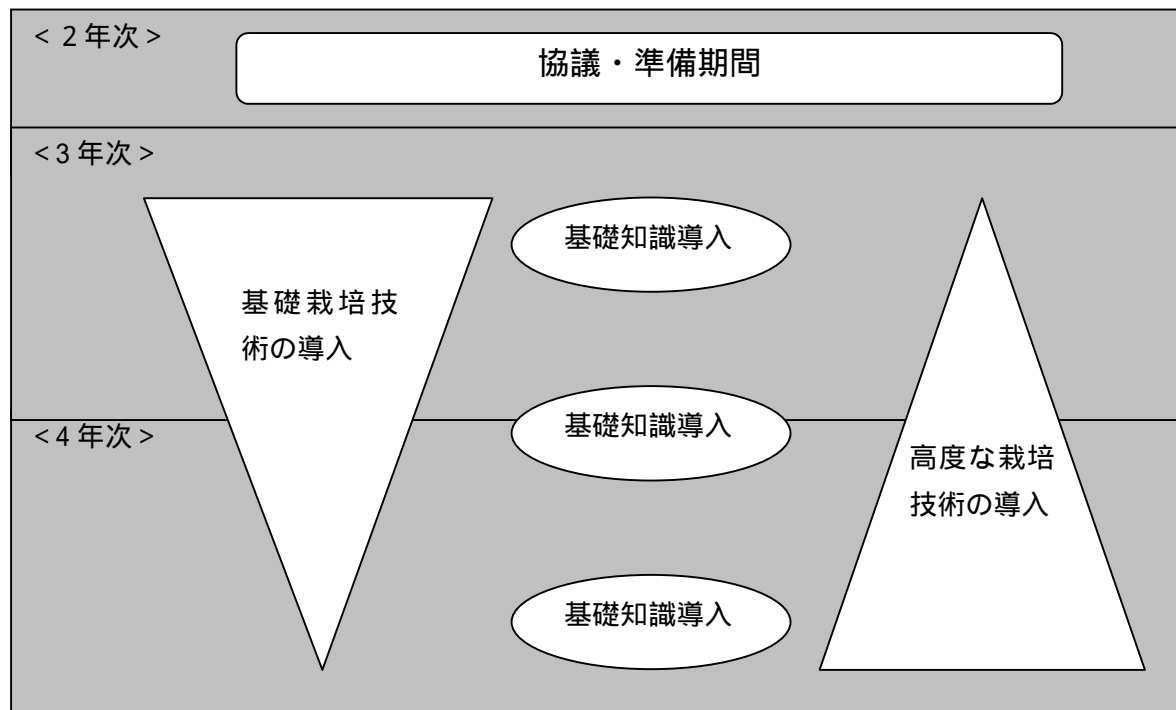 < 2年次 >
協議・準備期間
<3年次>
基礎知識導入
基礎栽培技
術の導入
基礎知識導入
<4年次>
高度な栽培
技術の導入
基礎知識導入